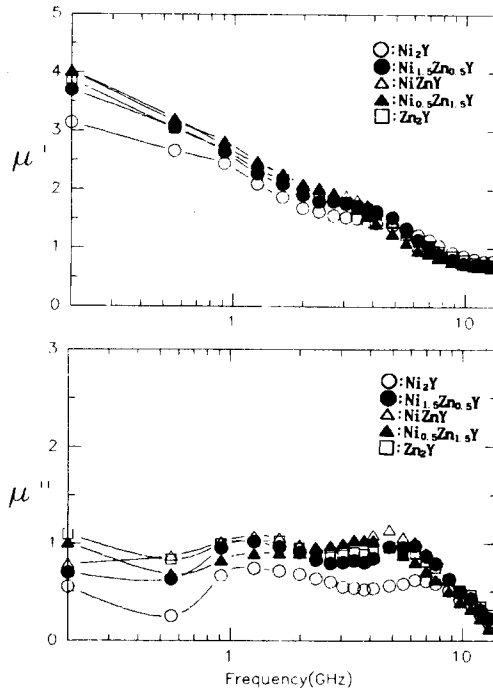 5
4
3
2
1
0
μ'
○:Ni₂Y
●:Ni₁.₅Zn₀.₅Y
△:NiZnY
▲:Ni₀.₅Zn₁.₅Y
□:Zn₂Y
1
10
3
2
1
0
μ"
○:Ni₂Y
●:Ni₁.₅Zn₀.₅Y
△:NiZnY
▲:Ni₀.₅Zn₁.₅Y
□:Zn₂Y
1
10
Frequency(GHz)